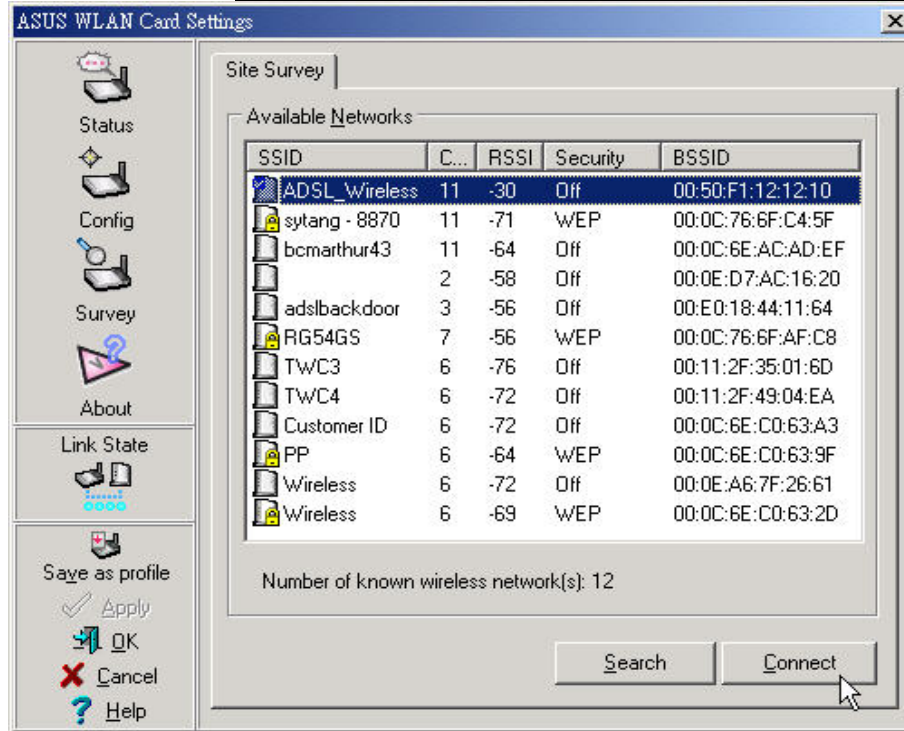 ASUS WLAN Card Settings
Status
Config
Survey
About
Link State
Save as profile
Apply
OK
Cancel
Help
Site Survey
Available Networks
SSID C... RSSI Security BSSID
ADSL_Wireless 11 -30 Off 00:50:F1:12:12:10
sytang - 8870 11 -71 WEP 00:0C:76:6F:C4:5F
bcmarthur43 11 -64 Off 00:0C:6E:AC:AD:EF
2 -58 Off 00:0E:D7:AC:16:20
adslbackdoor 3 -56 Off 00:E0:18:44:11:64
RG54GS 7 -56 WEP 00:0C:76:6F:AF:C8
TWC3 6 -76 Off 00:11:2F:35:01:6D
TWC4 6 -72 Off 00:11:2F:49:04:EA
Customer ID 6 -72 Off 00:0C:6E:C0:63:A3
PP 6 -64 WEP 00:0C:6E:C0:63:9F
Wireless 6 -72 Off 00:0E:A6:7F:26:61
Wireless 6 -69 WEP 00:0C:6E:C0:63:2D
Number of known wireless network(s): 12
Search Connect